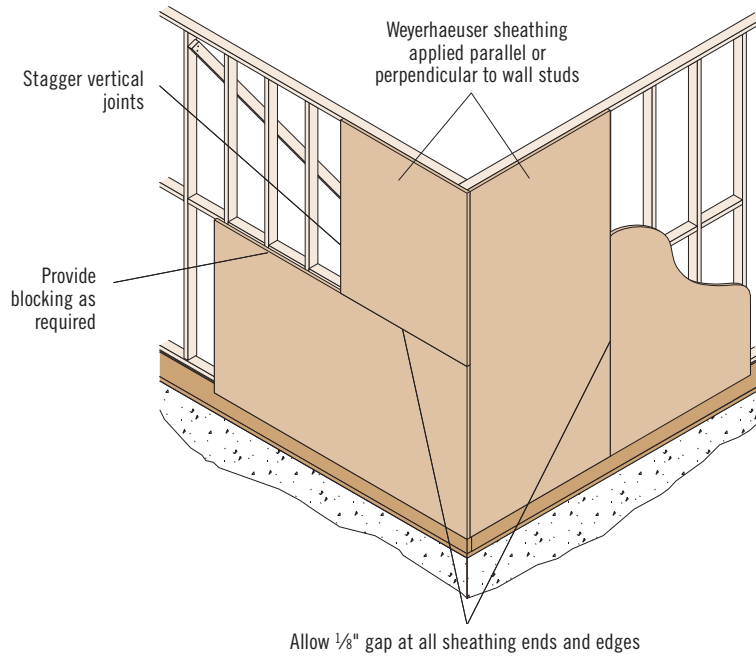 Weyerhaeuser sheathing
applied parallel or
perpendicular to wall studs
Stagger vertical
joints
Provide
blocking as
required
Allow ⅛" gap at all sheathing ends and edges